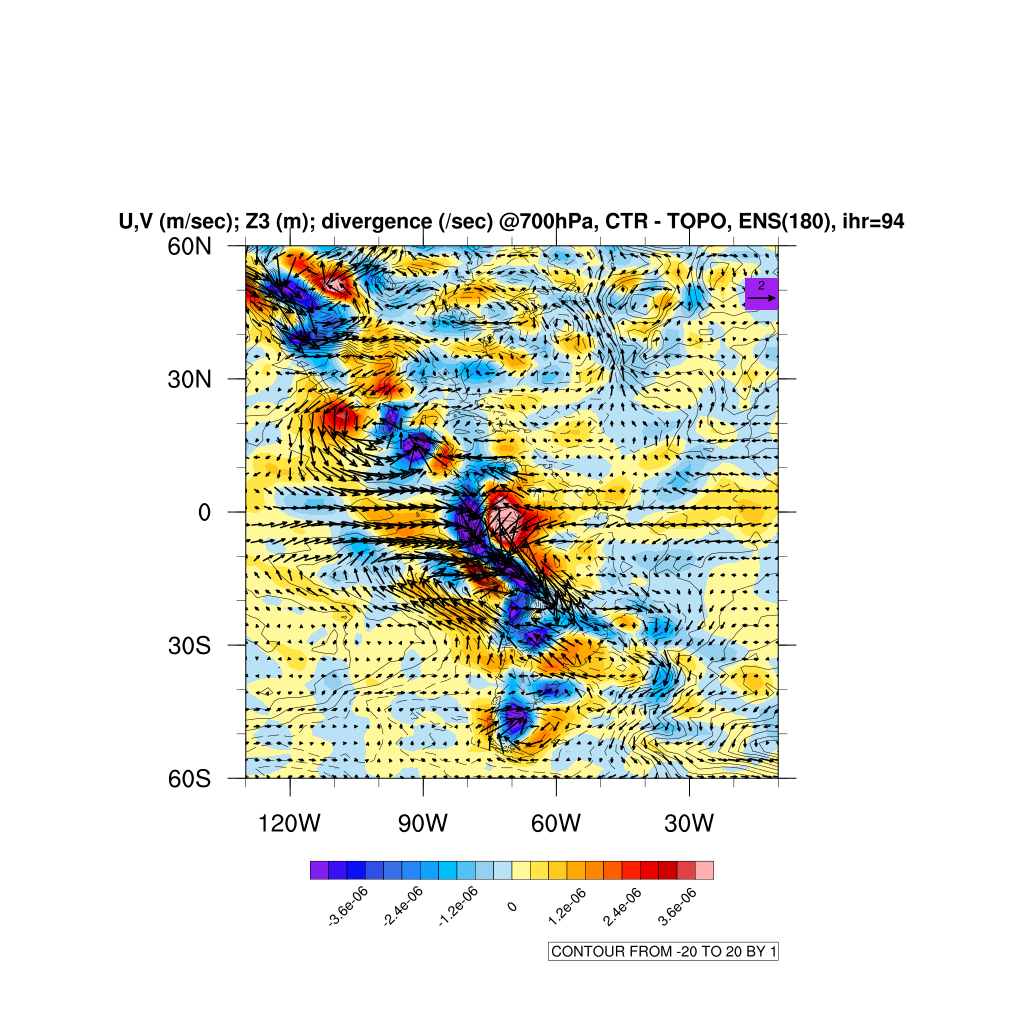 U,V (m/sec); Z3 (m); divergence (/sec) @700hPa, CTR - TOPO, ENS(180), ihr=94
60N
2
30N
0
30S
60S
120W 90W 60W 30W
-3.6e-06 -2.4e-06 -1.2e-06 0 1.2e-06 2.4e-06 3.6e-06
CONTOUR FROM -20 TO 20 BY 1